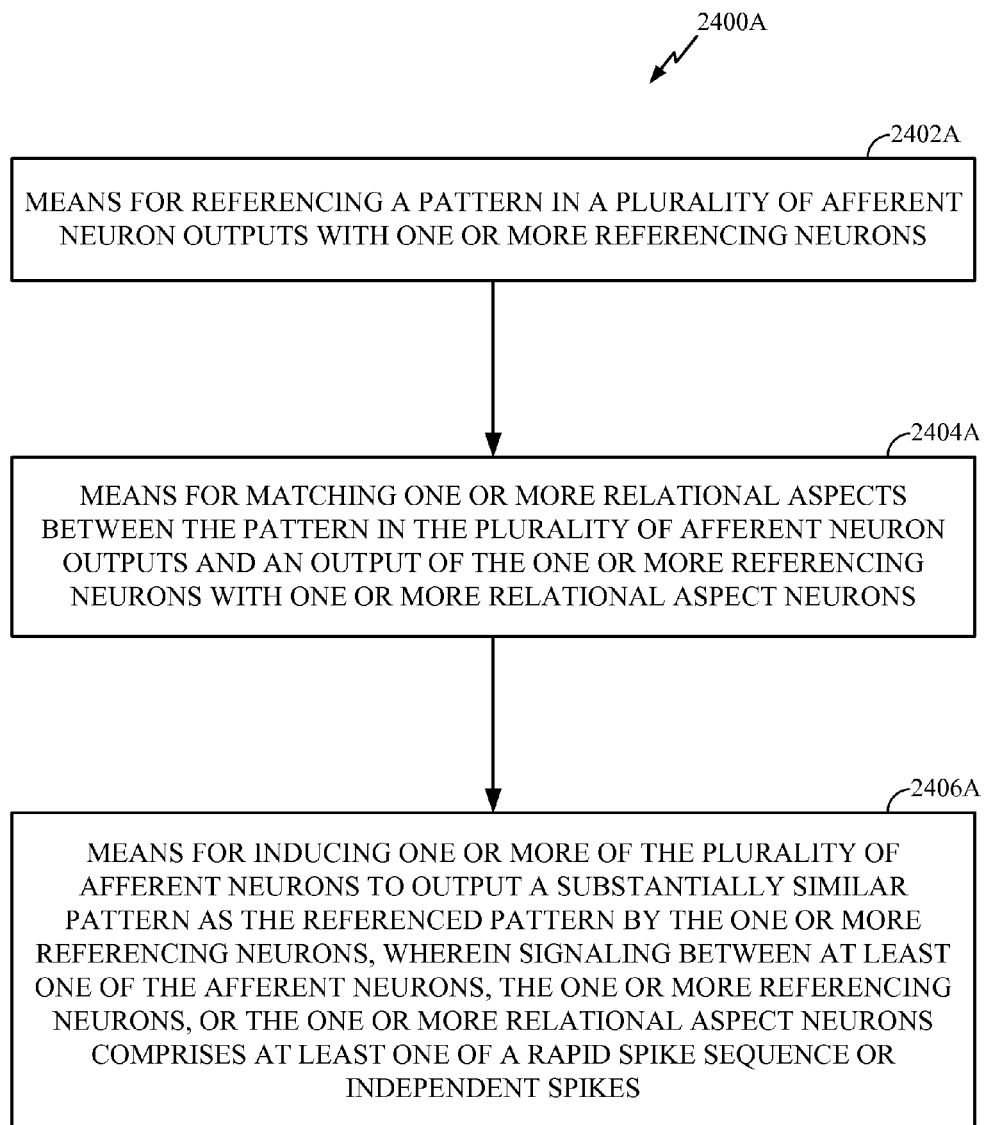 2400A
2402A
MEANS FOR REFERENCING A PATTERN IN A PLURALITY OF AFFERENT
NEURON OUTPUTS WITH ONE OR MORE REFERENCING NEURONS
2404A
MEANS FOR MATCHING ONE OR MORE RELATIONAL ASPECTS
BETWEEN THE PATTERN IN THE PLURALITY OF AFFERENT NEURON
OUTPUTS AND AN OUTPUT OF THE ONE OR MORE REFERENCING
NEURONS WITH ONE OR MORE RELATIONAL ASPECT NEURONS
2406A
MEANS FOR INDUCING ONE OR MORE OF THE PLURALITY OF
AFFERENT NEURONS TO OUTPUT A SUBSTANTIALLY SIMILAR
PATTERN AS THE REFERENCED PATTERN BY THE ONE OR MORE
REFERENCING NEURONS, WHEREIN SIGNALING BETWEEN AT LEAST
ONE OF THE AFFERENT NEURONS, THE ONE OR MORE REFERENCING
NEURONS, OR THE ONE OR MORE RELATIONAL ASPECT NEURONS
COMPRISES AT LEAST ONE OF A RAPID SPIKE SEQUENCE OR
INDEPENDENT SPIKES